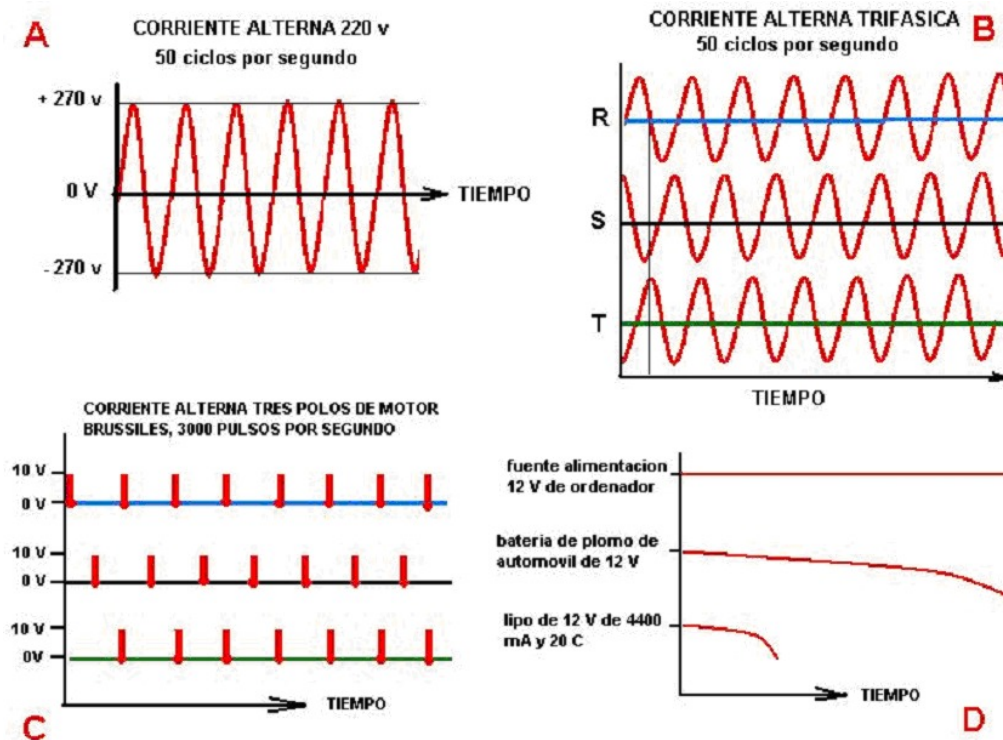 A
CORRIENTE ALTERNA 220 v
50 ciclos por segundo
+ 270 v
0 V
- 270 v
TIEMPO
CORRIENTE ALTERNA TRIFASICA
B
50 ciclos por segundo
R
S
T
TIEMPO
CORRIENTE ALTERNA TRES POLOS DE MOTOR
BRUSSILES, 3000 PULSOS POR SEGUNDO
10 V
0 V
10 V
0 V
10 V
0V
TIEMPO
C
fuente alimentacion
12 V de ordenador
bateria de plomo de
automovil de 12 V
lipo de 12 V de 4400
mA y 20 C
TIEMPO
D